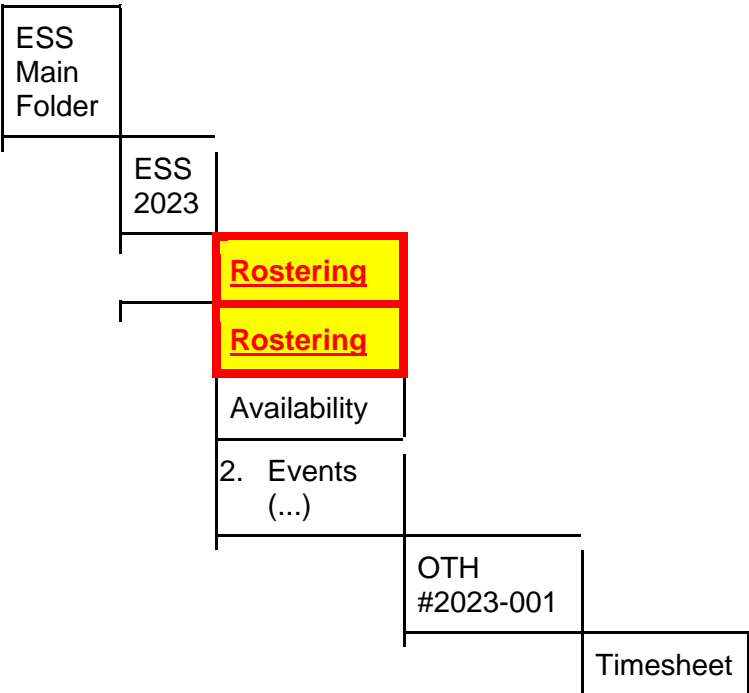 ESS
Main
Folder
ESS
2023
Rostering
Rostering
Availability
2. Events
(...)
OTH
#2023-001
Timesheet